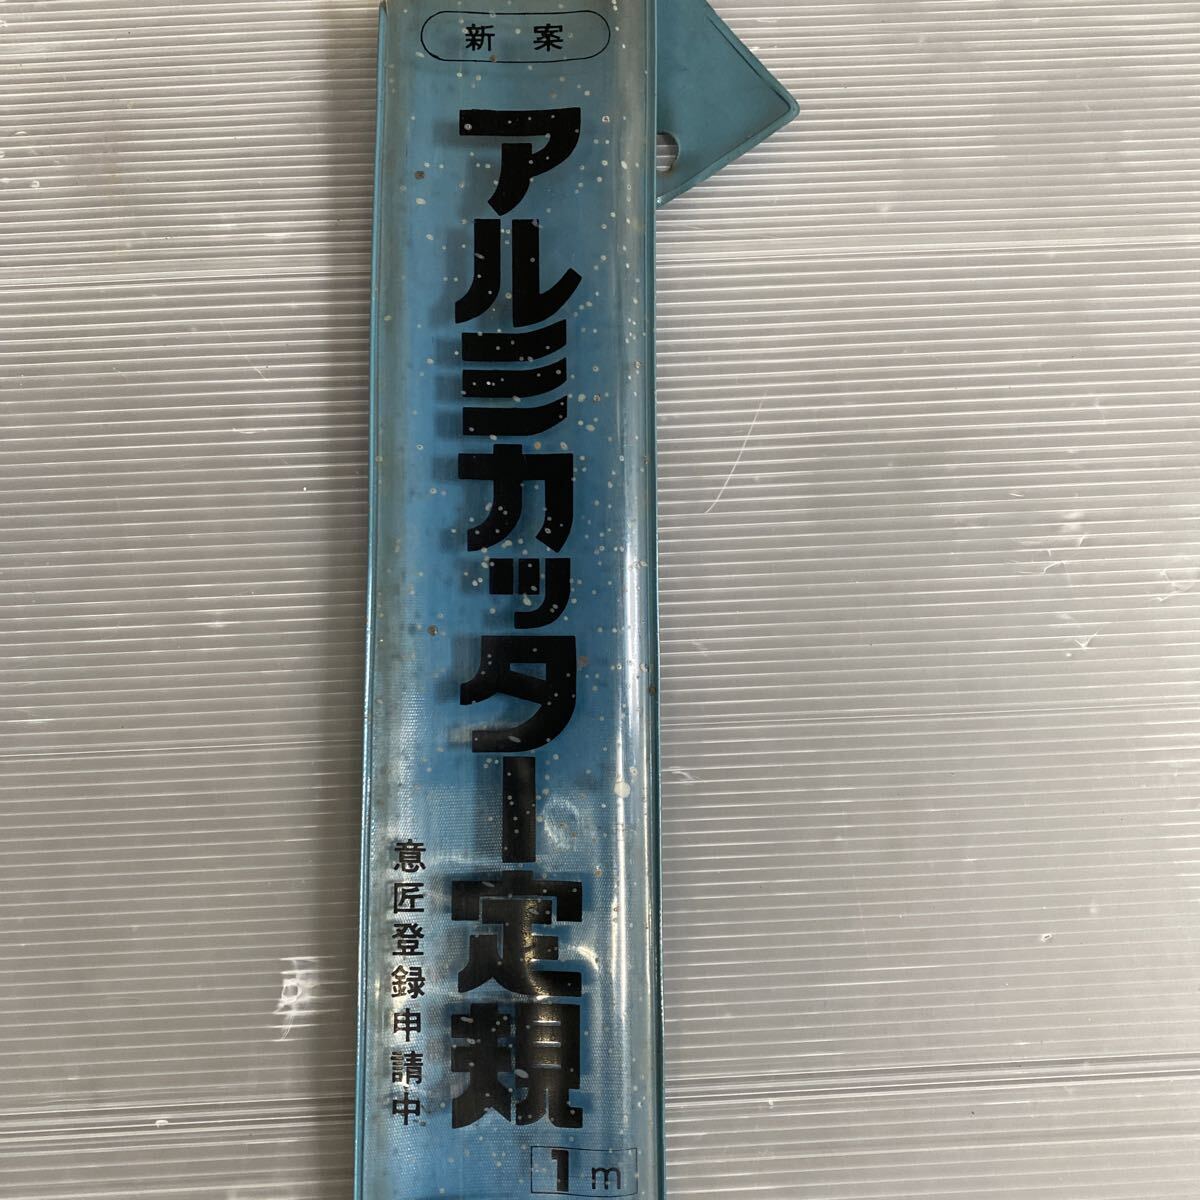 新案
アルミカッター定規
意匠登録申請中
1m